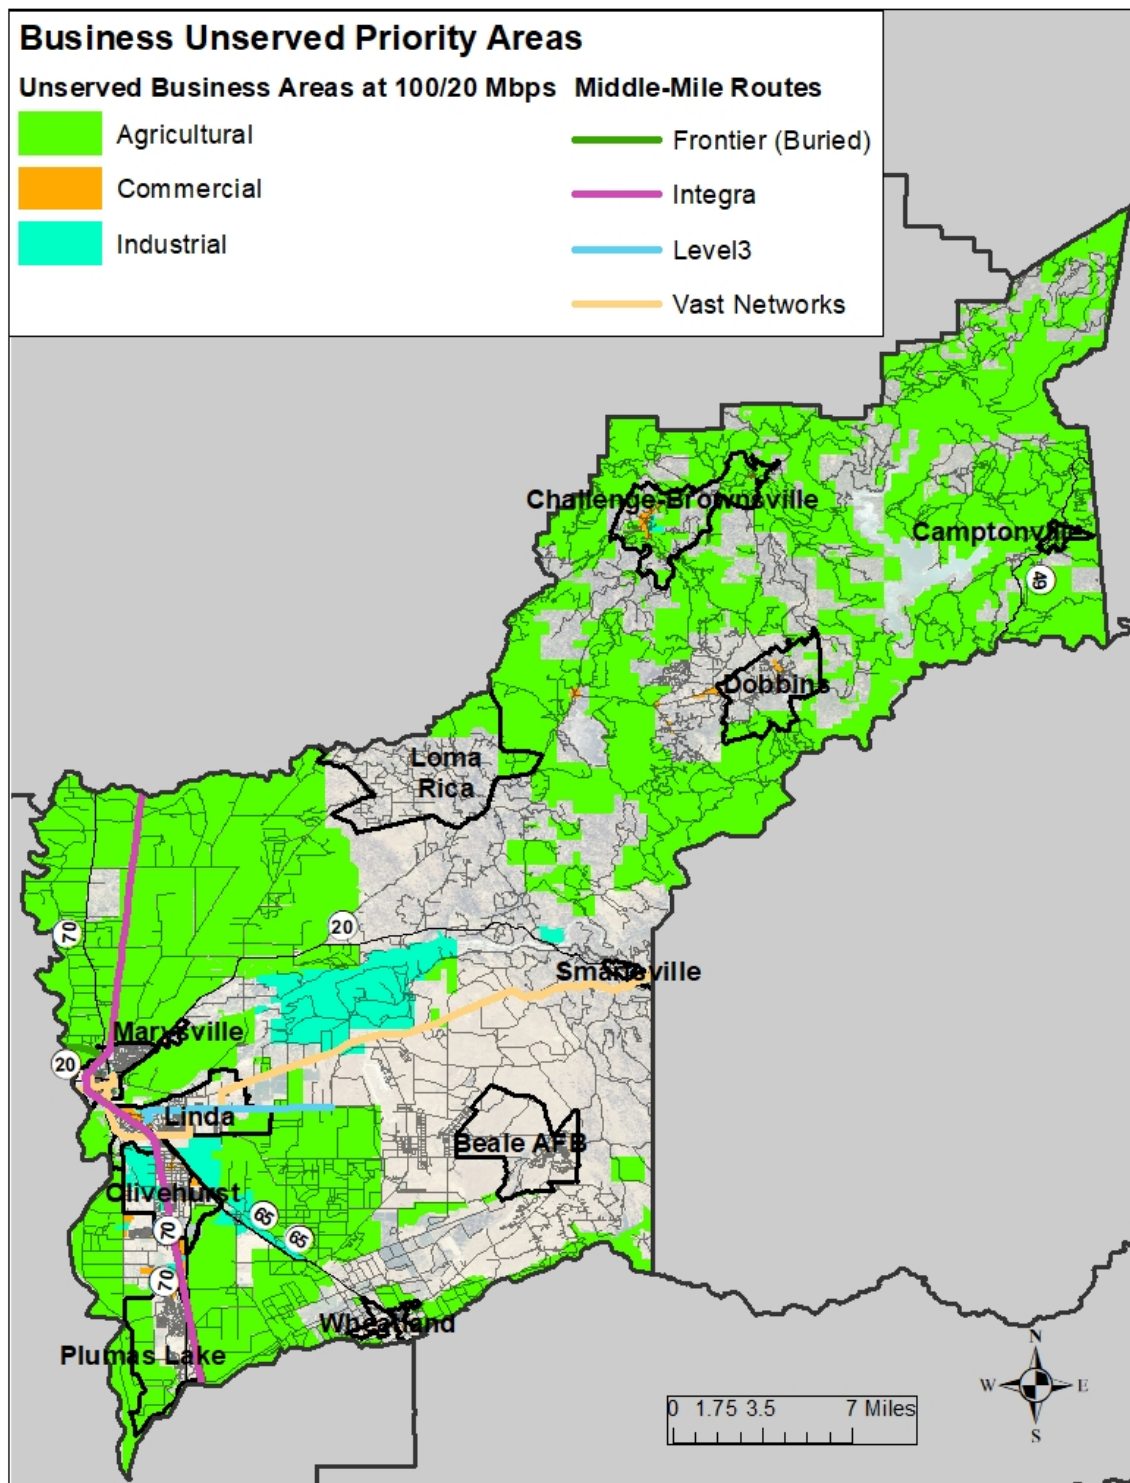 Business Unserved Priority Areas
Unserved Business Areas at 100/20 Mbps
Agricultural
Commercial
Industrial
Middle-Mile Routes
Frontier (Buried)
Integra
Level3
Vast Networks
Challenge-Brownsville
Camptonville
49
Dobbins
Loma
Rica
70
20
Smartsville
Marysville
20
Linda
Beale AFB
Olivehurst
65
65
70
70
Wheatland
Plumas Lake
N
W
E
S
0 1.75 3.5 7 Miles